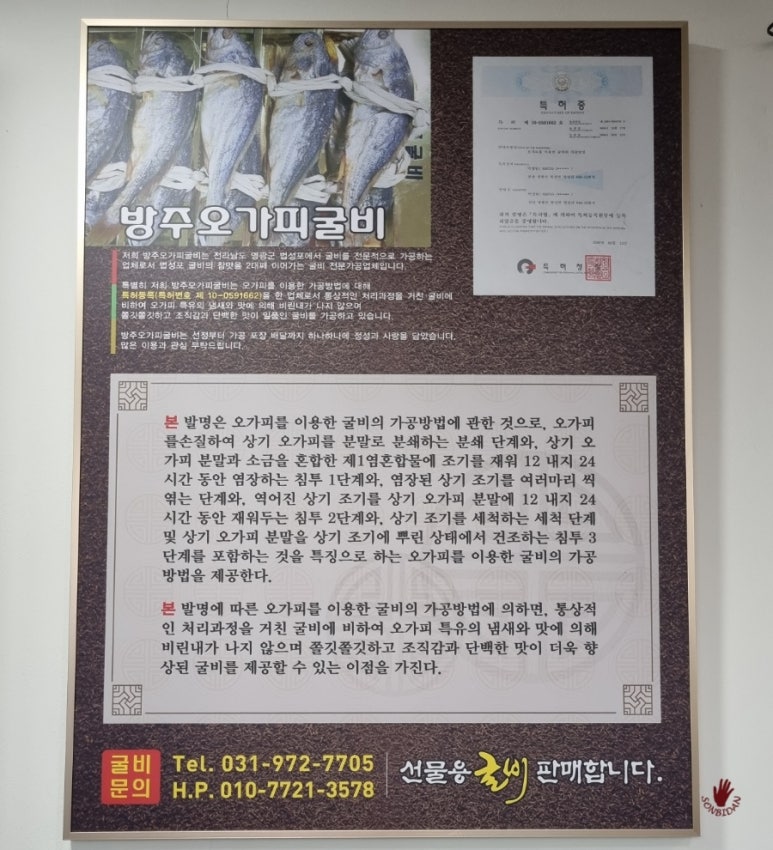 방주오가피굴비
저희 방주오가피굴비는 전라남도 영광군 법성포에서 굴비를 전문적으로 가공하는
업체로서 법성포 굴비의 참맛을 2대째 이어가는 굴비 전문가공업체입니다.
특별히 저희 방주오가피굴비는 오가피를 이용한 가공방법에 대해
특허등록(특허번호 제 10-0591662)을 한 업체로서 통상적인 처리과정을 거친 굴비에
비하여 오가피 특유의 냄새와 맛에 의해 비린내가 나지 않으며
쫄깃쫄깃하고 조직감과 단백한 맛이 일품인 굴비를 가공하고 있습니다.
방주오가피굴비는 선정부터 가공 포장 배달까지 하나하나에 정성과 사랑을 담았습니다.
많은 이용과 관심 부탁드립니다.
특허증
특허청
본 발명은 오가피를 이용한 굴비의 가공방법에 관한 것으로, 오가피
를손질하여 상기 오가피를 분말로 분쇄하는 분쇄 단계와, 상기 오
가피 분말과 소금을 혼합한 제1염혼합물에 조기를 재워 12 내지 24
시간 동안 염장하는 침투 1단계와, 염장된 상기 조기를 여러마리 씩
엮는 단계와, 역어진 상기 조기를 상기 오가피 분말에 12 내지 24
시간 동안 재워두는 침투 2단계와, 상기 조기를 세척하는 세척 단계
및 상기 오가피 분말을 상기 조기에 뿌린 상태에서 건조하는 침투 3
단계를 포함하는 것을 특징으로 하는 오가피를 이용한 굴비의 가공
방법을 제공한다.
본 발명에 따른 오가피를 이용한 굴비의 가공방법에 의하면, 통상적
인 처리과정을 거친 굴비에 비하여 오가피 특유의 냄새와 맛에 의해
비린내가 나지 않으며 쫄깃쫄깃하고 조직감과 단백한 맛이 더욱 향
상된 굴비를 제공할 수 있는 이점을 가진다.
굴비
문의
Tel. 031-972-7705
H.P. 010-7721-3578
선물용 굴비 판매합니다.
SONBIDAN